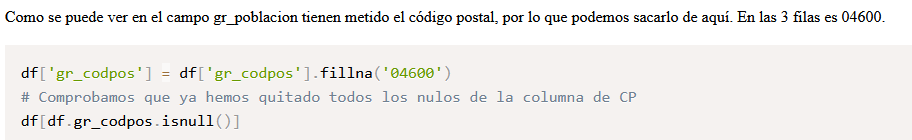 Como se puede ver en el campo gr_poblacion tienen metido el código postal, por lo que podemos sacarlo de aquí. En las 3 filas es 04600.
df['gr_codpos'] = df['gr_codpos'].fillna('04600')
# Comprobamos que ya hemos quitado todos los nulos de la columna de CP
df[df.gr_codpos.isnull()]